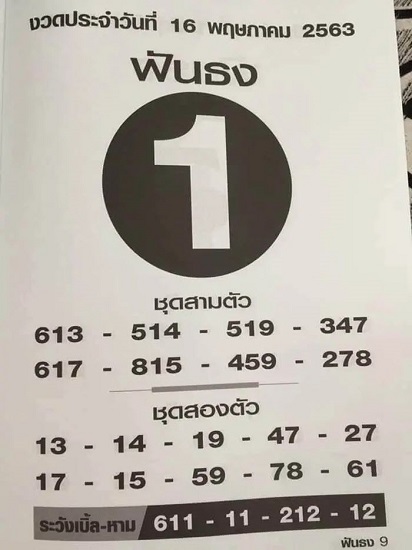 งวดประจำวันที่ 16 พฤษภาคม 2563
ฟันธง
1
ชุดสามตัว
613 - 514 - 519 - 347
617 - 815 - 459 - 278
ชุดสองตัว
13 - 14 - 19 - 47 - 27
17 - 15 - 59 - 78 - 61
ระวังเบิ้ล-หาม 611 - 11 - 212 - 12
ฟันธง 9